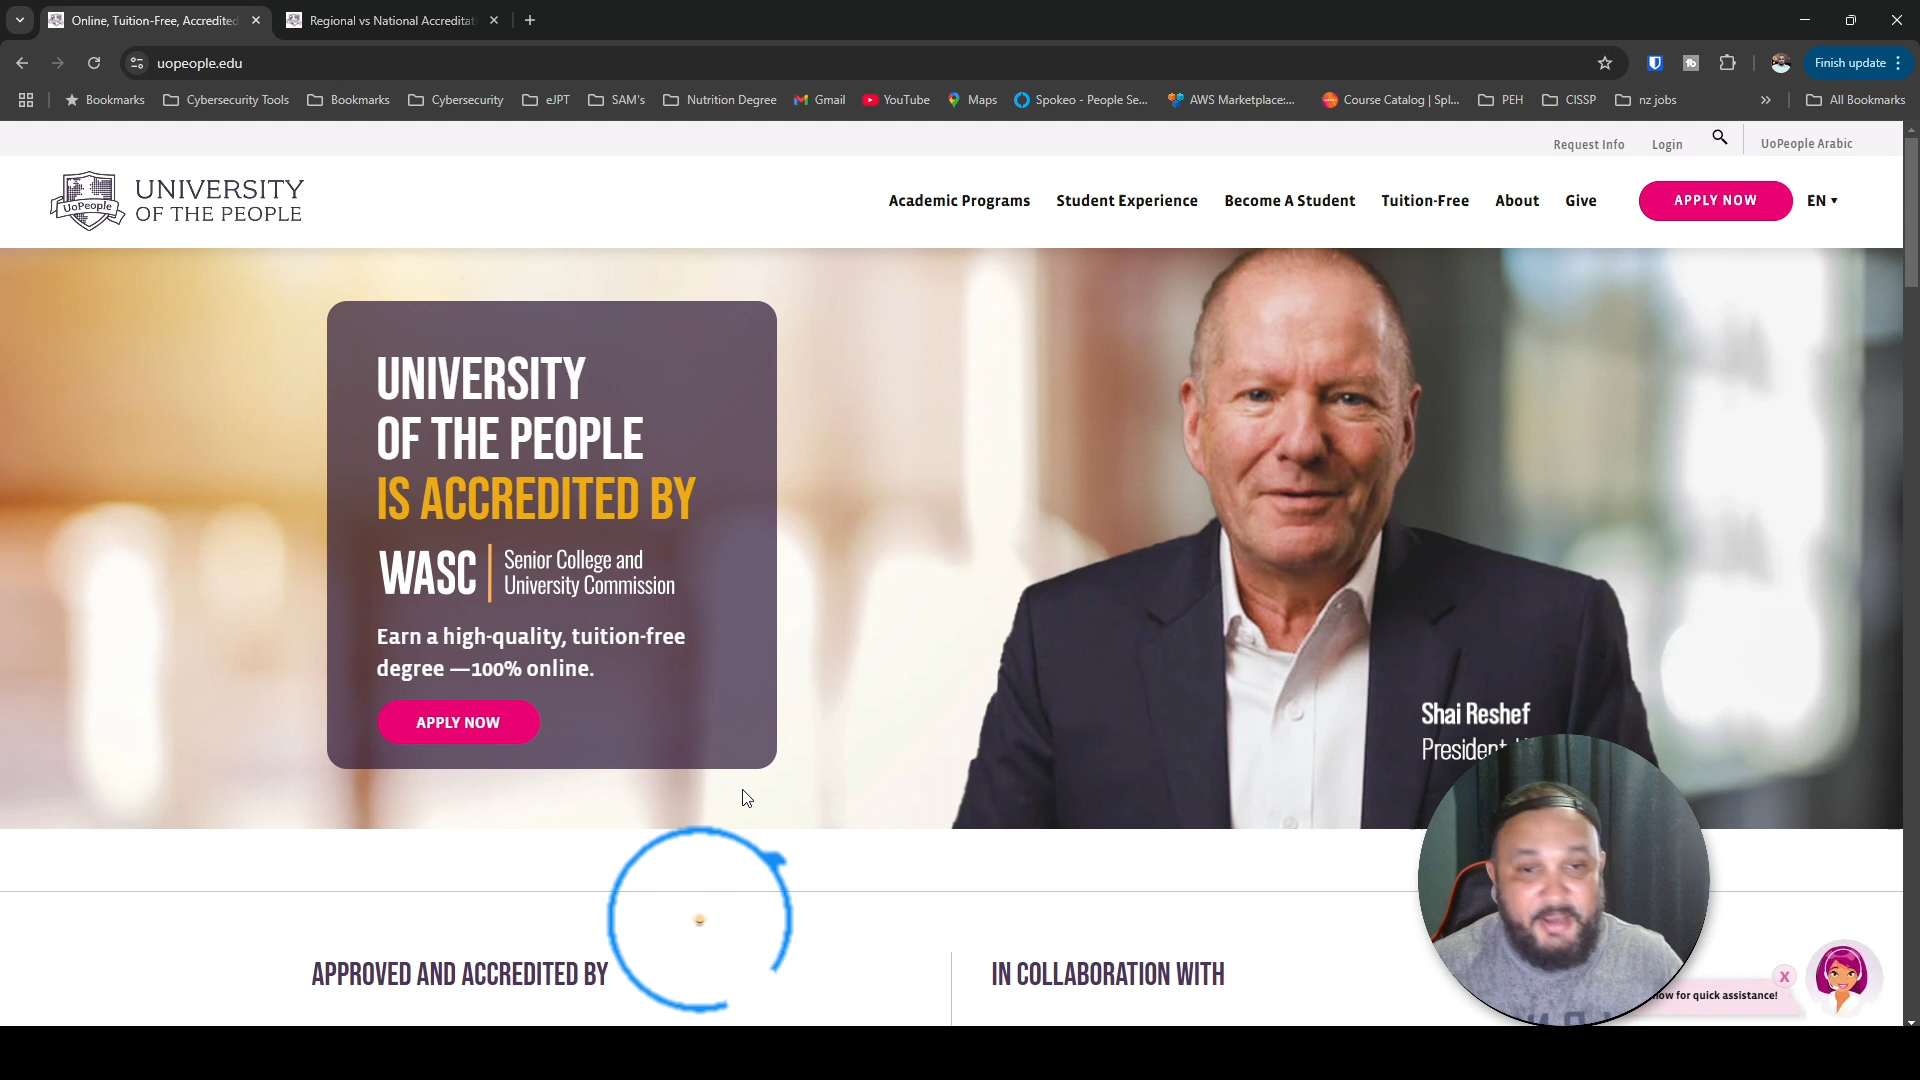 Online, Tuition-Free, Accredited
Regional vs National Accreditat
uopeople.edu
Finish update
Bookmarks
Cybersecurity Tools
Bookmarks
Cybersecurity
eJPT
SAM's
Nutrition Degree
Gmail
YouTube
Maps
Spokeo - People Se...
AWS Marketplace:...
Course Catalog | Spl...
PEH
CISSP
nz jobs
»
All Bookmarks
Request Info
Login
UoPeople Arabic
UoPeople
UNIVERSITY
OF THE PEOPLE
Academic Programs
Student Experience
Become A Student
Tuition-Free
About
Give
APPLY NOW
EN
UNIVERSITY
OF THE PEOPLE
IS ACCREDITED BY
WASC
Senior College and
University Commission
Earn a high-quality, tuition-free
degree —100% online.
APPLY NOW
Shai Reshef
President,
APPROVED AND ACCREDITED BY
IN COLLABORATION WITH
X
now for quick assistance!